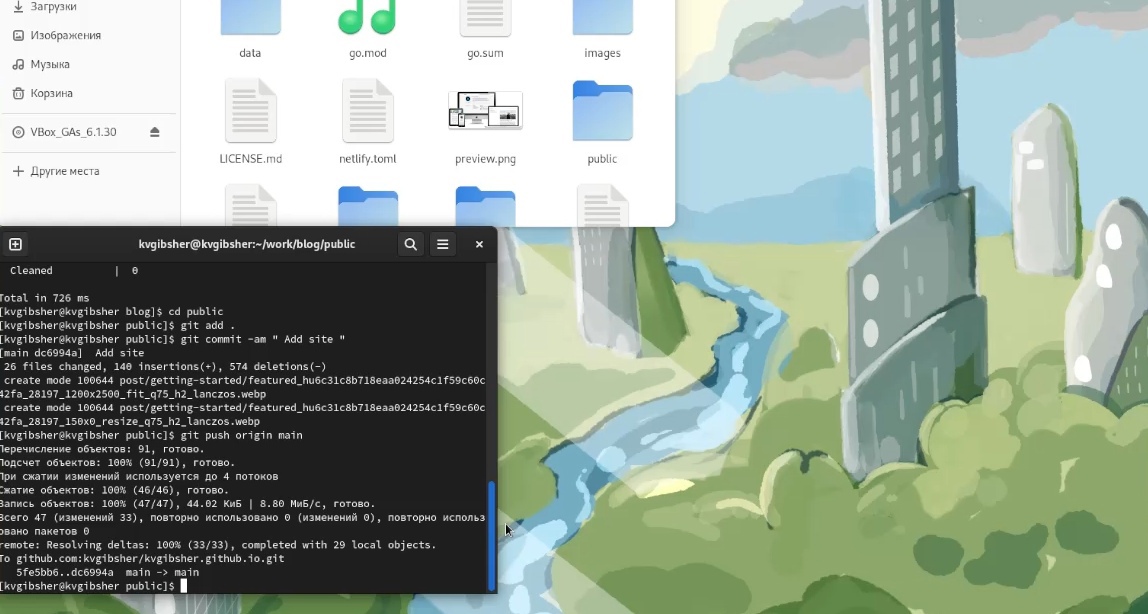 Загрузки
Изображения
Музыка
Корзина
VBox_GAs_6.1.30
Другие места
data
go.mod
go.sum
images
LICENSE.md
netlify.toml
preview.png
public
kvgibsher@kvgibsher:~/work/blog/public
Cleaned | 0
Total in 726 ms
[kvgibsher@kvgibsher blog]$ cd public
[kvgibsher@kvgibsher public]$ git add .
[kvgibsher@kvgibsher public]$ git commit -am " Add site "
[main dc6994a]  Add site
26 files changed, 140 insertions(+), 574 deletions(-)
create mode 100644 post/getting-started/featured_hu6c31c8b718eaa024254c1f59c60c
42fa_28197_1200x2500_fit_q75_h2_lanczos.webp
create mode 100644 post/getting-started/featured_hu6c31c8b718eaa024254c1f59c60c
42fa_28197_150x0_resize_q75_h2_lanczos.webp
[kvgibsher@kvgibsher public]$ git push origin main
Перечисление объектов: 91, готово.
Подсчет объектов: 100% (91/91), готово.
При сжатии изменений используется до 4 потоков
Сжатие объектов: 100% (46/46), готово.
Запись объектов: 100% (47/47), 44.02 КиБ | 8.80 МиБ/с, готово.
Всего 47 (изменений 33), повторно использовано 0 (изменений 0), повторно использ
овано пакетов 0
remote: Resolving deltas: 100% (33/33), completed with 29 local objects.
To github.com:kvgibsher/kvgibsher.github.io.git
5fe5bb6..dc6994a  main -> main
[kvgibsher@kvgibsher public]$